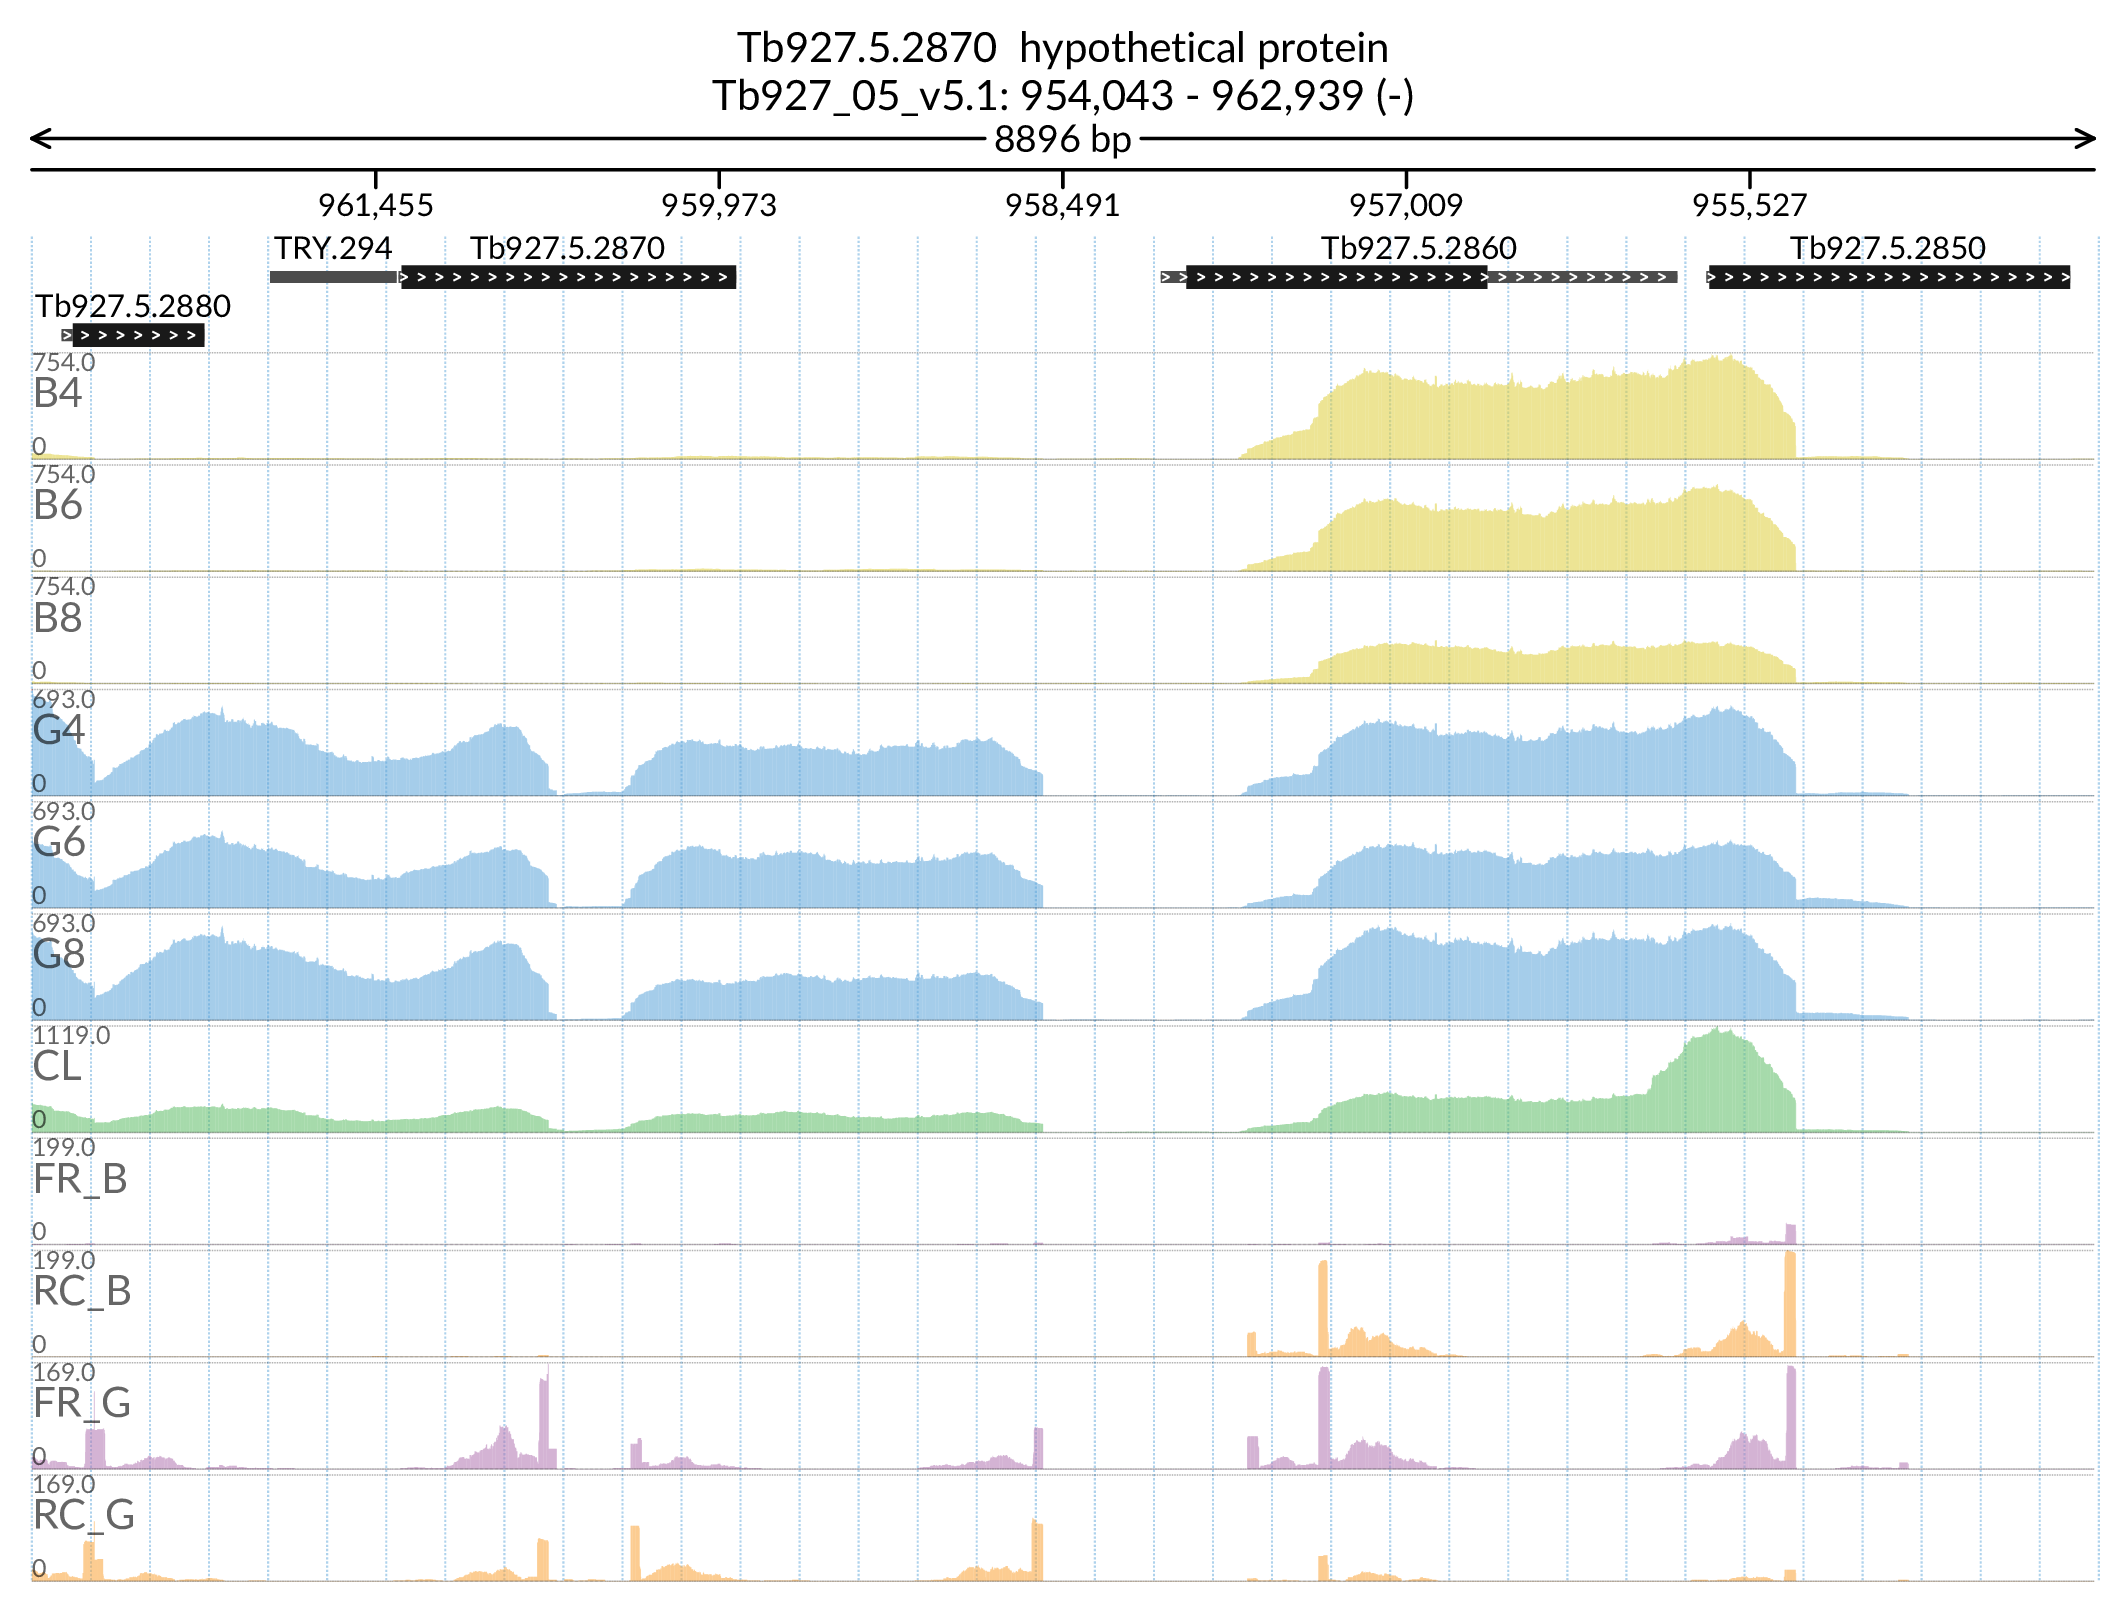 Tb927.5.2870  hypothetical protein
Tb927_05_v5.1: 954,043 - 962,939 (-)
8896 bp
961,455 959,973 958,491 957,009 955,527
TRY.294 Tb927.5.2870 Tb927.5.2860 Tb927.5.2850
Tb927.5.2880
754.0
B4
0
754.0
B6
0
754.0
B8
0
693.0
G4
0
693.0
G6
0
693.0
G8
0
1119.0
CL
0
199.0
FR_B
0
199.0
RC_B
0
169.0
FR_G
0
169.0
RC_G
0